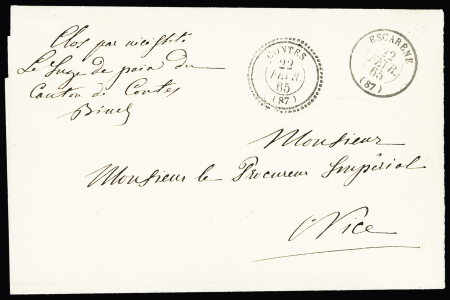 Clos par nécessité
Le Juge de paix du
Canton de Contes
CONTES
22
FEVR.
65
(87)
ESCARENE
22
FEVR.
65
(87)
Monsieur
Monsieur le Procureur Impérial
Nice